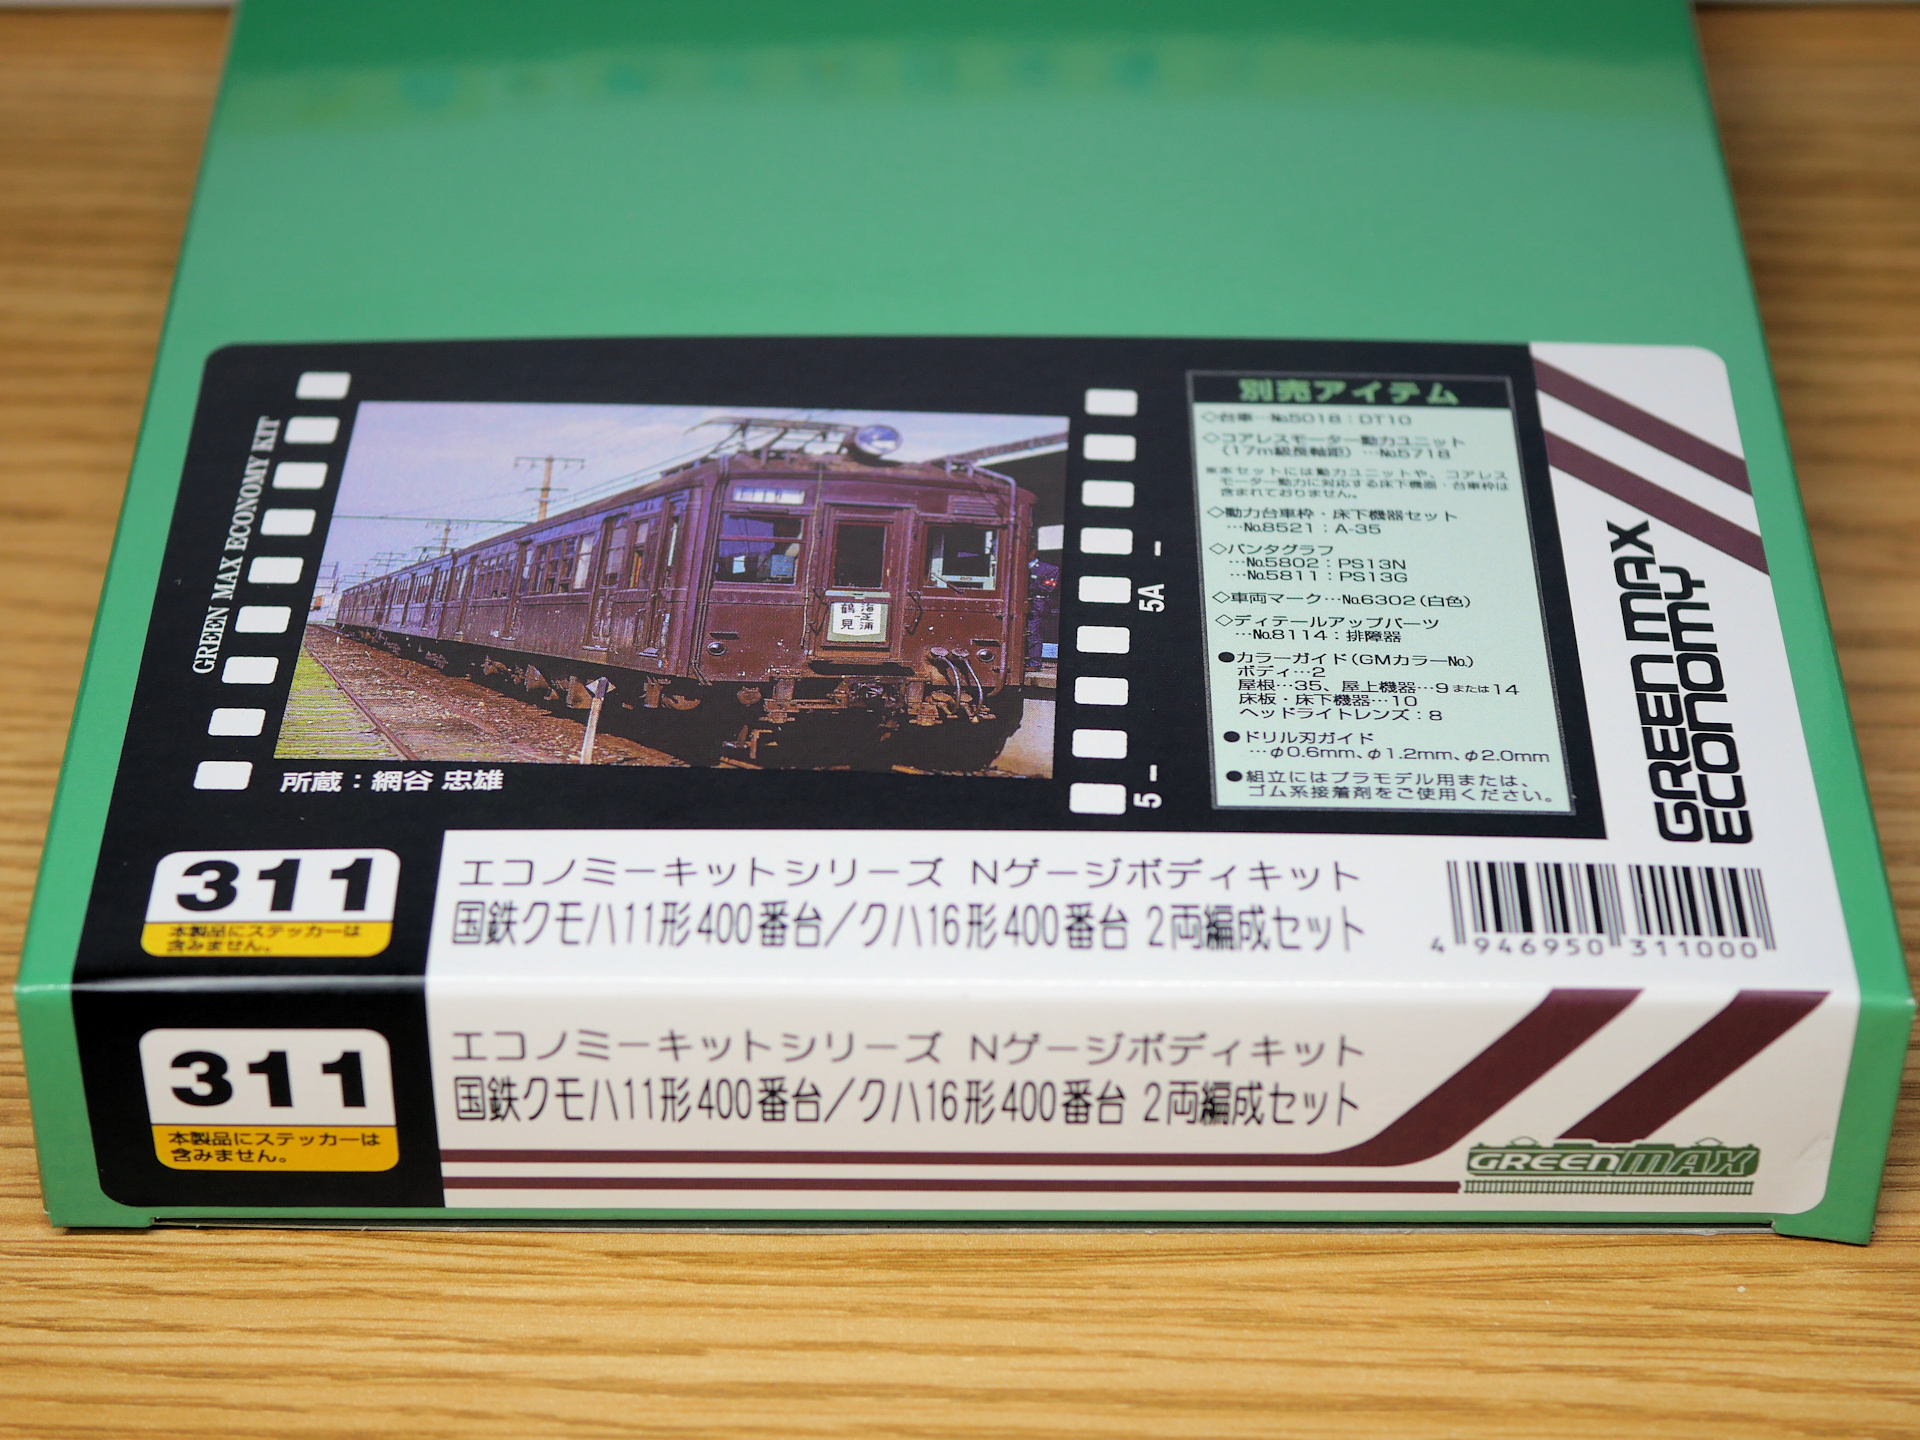 GREEN MAX ECONOMY KIT
鶴見
海芝浦
所蔵：網谷 忠雄
5A
5
別売アイテム
◇台車…№5018：DT10
◇コアレスモーター動力ユニット
（17m級長軸距）…№5718
※本セットには動力ユニットや、コアレス
モーター動力に対応する床下機器・台車枠は
含まれておりません。
◇動力台車枠・床下機器セット
…№8521：A-35
◇パンタグラフ
…№5802：PS13N
…№5811：PS13G
◇車両マーク…№6302（白色）
◇ディテールアップパーツ
…№8114：排障器
●カラーガイド（GMカラー№）
ボディ…2
屋根…35、屋上機器…9または14
床板・床下機器…10
ヘッドライトレンズ：8
●ドリル刃ガイド
…φ0.6mm、φ1.2mm、φ2.0mm
●組立にはプラモデル用または、
ゴム系接着剤をご使用ください。
GREEN MAX
ECONOMY
311
本製品にステッカーは
含みません。
エコノミーキットシリーズ Nゲージボディキット
国鉄クモハ11形400番台／クハ16形400番台 2両編成セット
4 946950 311000
311
本製品にステッカーは
含みません。
エコノミーキットシリーズ Nゲージボディキット
国鉄クモハ11形400番台／クハ16形400番台 2両編成セット
GREENMAX